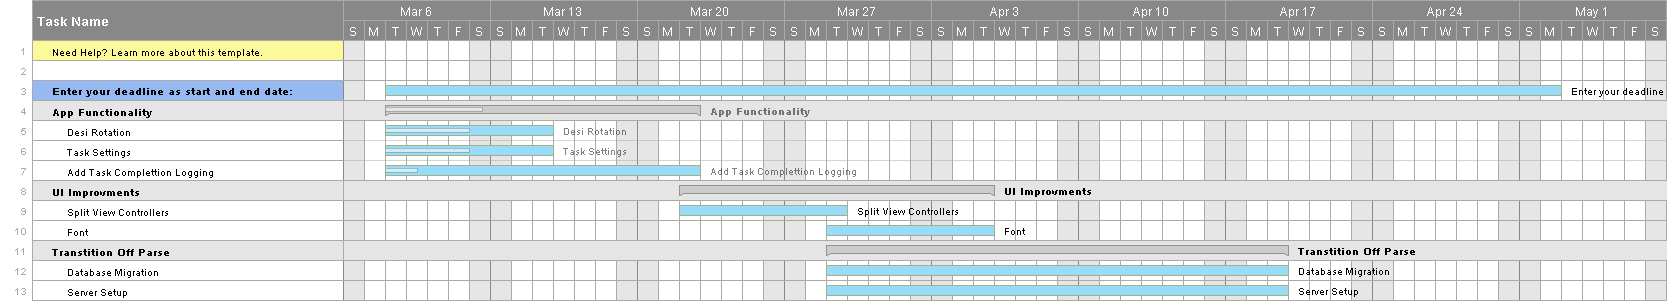 Task Name
Mar 6 Mar 13 Mar 20 Mar 27 Apr 3 Apr 10 Apr 17 Apr 24 May 1
S M T W T F S S M T W T F S S M T W T F S S M T W T F S S M T W T F S S M T W T F S S M T W T F S S M T W T F S S M T W T F S
1 Need Help? Learn more about this template.
2
3 Enter your deadline as start and end date: Enter your deadline
4 App Functionality App Functionality
5 Desi Rotation Desi Rotation
6 Task Settings Task Settings
7 Add Task Complettion Logging Add Task Complettion Logging
8 UI Improvments UI Improvments
9 Split View Controllers Split View Controllers
10 Font Font
11 Transtition Off Parse Transtition Off Parse
12 Database Migration Database Migration
13 Server Setup Server Setup